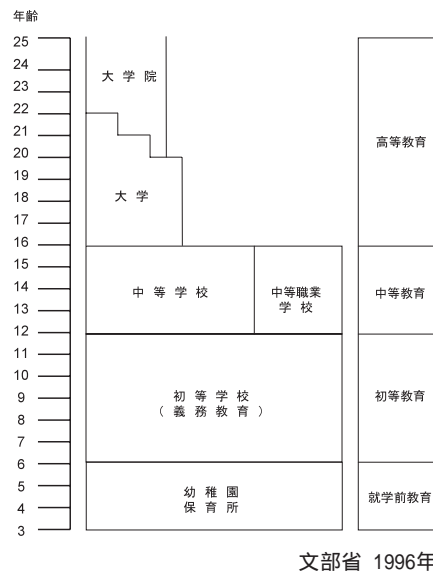 年齢
25
24
23
22
21
20
19
18
17
16
15
14
13
12
11
10
9
8
7
6
5
4
3
大学院
大学
中等学校
中等職業
学校
初等学校
(義務教育)
幼稚園
保育所
高等教育
中等教育
初等教育
就学前教育
文部省 1996年